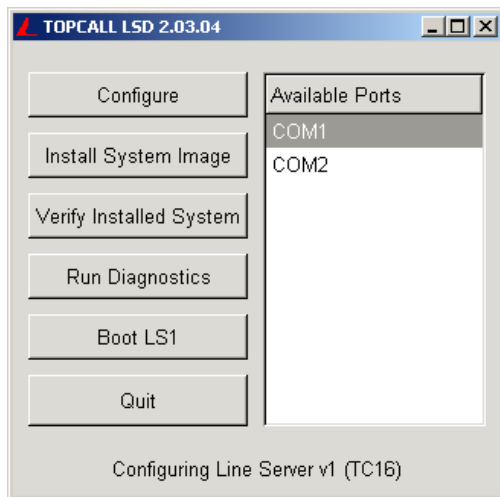 TOPCALL LSD 2.03.04
Configure
Install System Image
Verify Installed System
Run Diagnostics
Boot LS1
Quit
Available Ports
COM1
COM2
Configuring Line Server v1 (TC16)